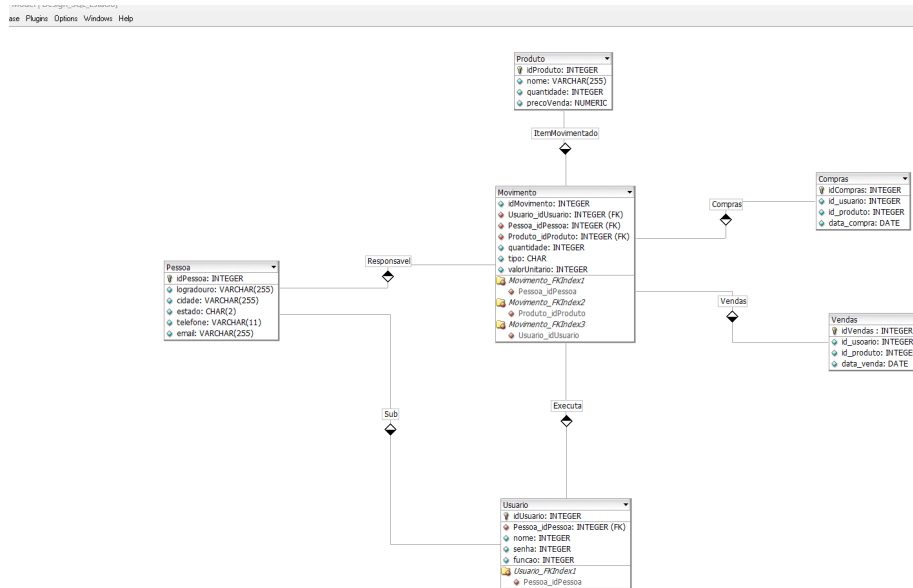 ase Plugins Options Windows Help
Produto
idProduto: INTEGER
nome: VARCHAR(255)
quantidade: INTEGER
precoVenda: NUMERIC
ItemMovimentado
Movimento
idMovimento: INTEGER
Usuario_idUsuario: INTEGER (FK)
Pessoa_idPessoa: INTEGER (FK)
Produto_idProduto: INTEGER (FK)
quantidade: INTEGER
tipo: CHAR
valorUnitario: INTEGER
Movimento_FKIndex1
Pessoa_idPessoa
Movimento_FKIndex2
Produto_idProduto
Movimento_FKIndex3
Usuario_idUsuario
Compras
Compras
idCompras: INTEGER
id_usuario: INTEGER
id_produto: INTEGER
data_compra: DATE
Responsavel
Pessoa
idPessoa: INTEGER
logradouro: VARCHAR(255)
cidade: VARCHAR(255)
estado: CHAR(2)
telefone: VARCHAR(11)
email: VARCHAR(255)
Vendas
Vendas
idVendas : INTEGER
id_usoario: INTEGER
id_produto: INTEGE
data_venda: DATE
Sub
Executa
Usuario
idUsuario: INTEGER
Pessoa_idPessoa: INTEGER (FK)
nome: INTEGER
senha: INTEGER
funcao: INTEGER
Usuario_FKIndex1
Pessoa_idPessoa